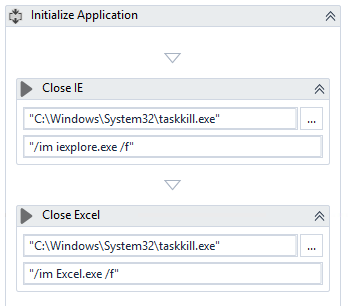 Initialize Application
Close IE
"C:\Windows\System32\taskkill.exe"
...
"/im iexplore.exe /f"
Close Excel
"C:\Windows\System32\taskkill.exe"
...
"/im Excel.exe /f"